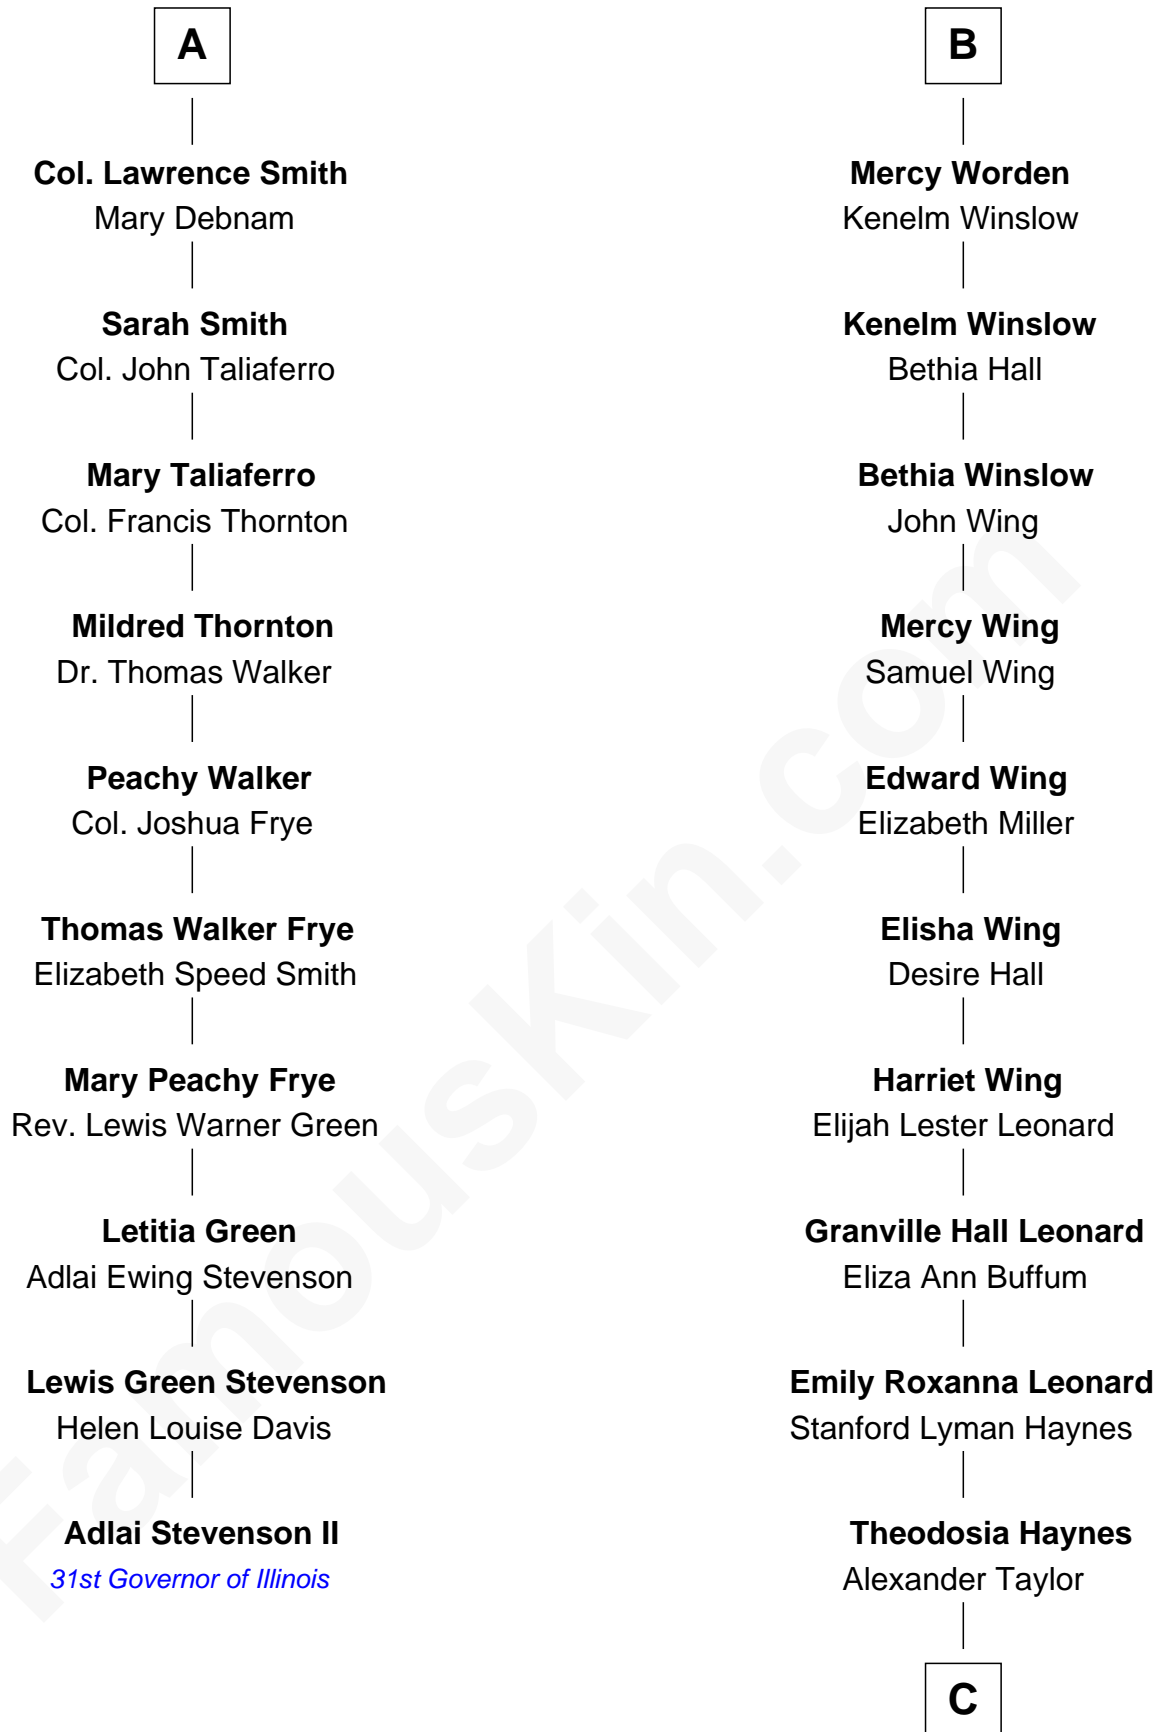 A
Col. Lawrence Smith
Mary Debnam
Sarah Smith
Col. John Taliaferro
Mary Taliaferro
Col. Francis Thornton
Mildred Thornton
Dr. Thomas Walker
Peachy Walker
Col. Joshua Frye
Thomas Walker Frye
Elizabeth Speed Smith
Mary Peachy Frye
Rev. Lewis Warner Green
Letitia Green
Adlai Ewing Stevenson
Lewis Green Stevenson
Helen Louise Davis
Adlai Stevenson II
31st Governor of Illinois
B
Mercy Worden
Kenelm Winslow
Kenelm Winslow
Bethia Hall
Bethia Winslow
John Wing
Mercy Wing
Samuel Wing
Edward Wing
Elizabeth Miller
Elisha Wing
Desire Hall
Harriet Wing
Elijah Lester Leonard
Granville Hall Leonard
Eliza Ann Buffum
Emily Roxanna Leonard
Stanford Lyman Haynes
Theodosia Haynes
Alexander Taylor
C
FamousKin.com